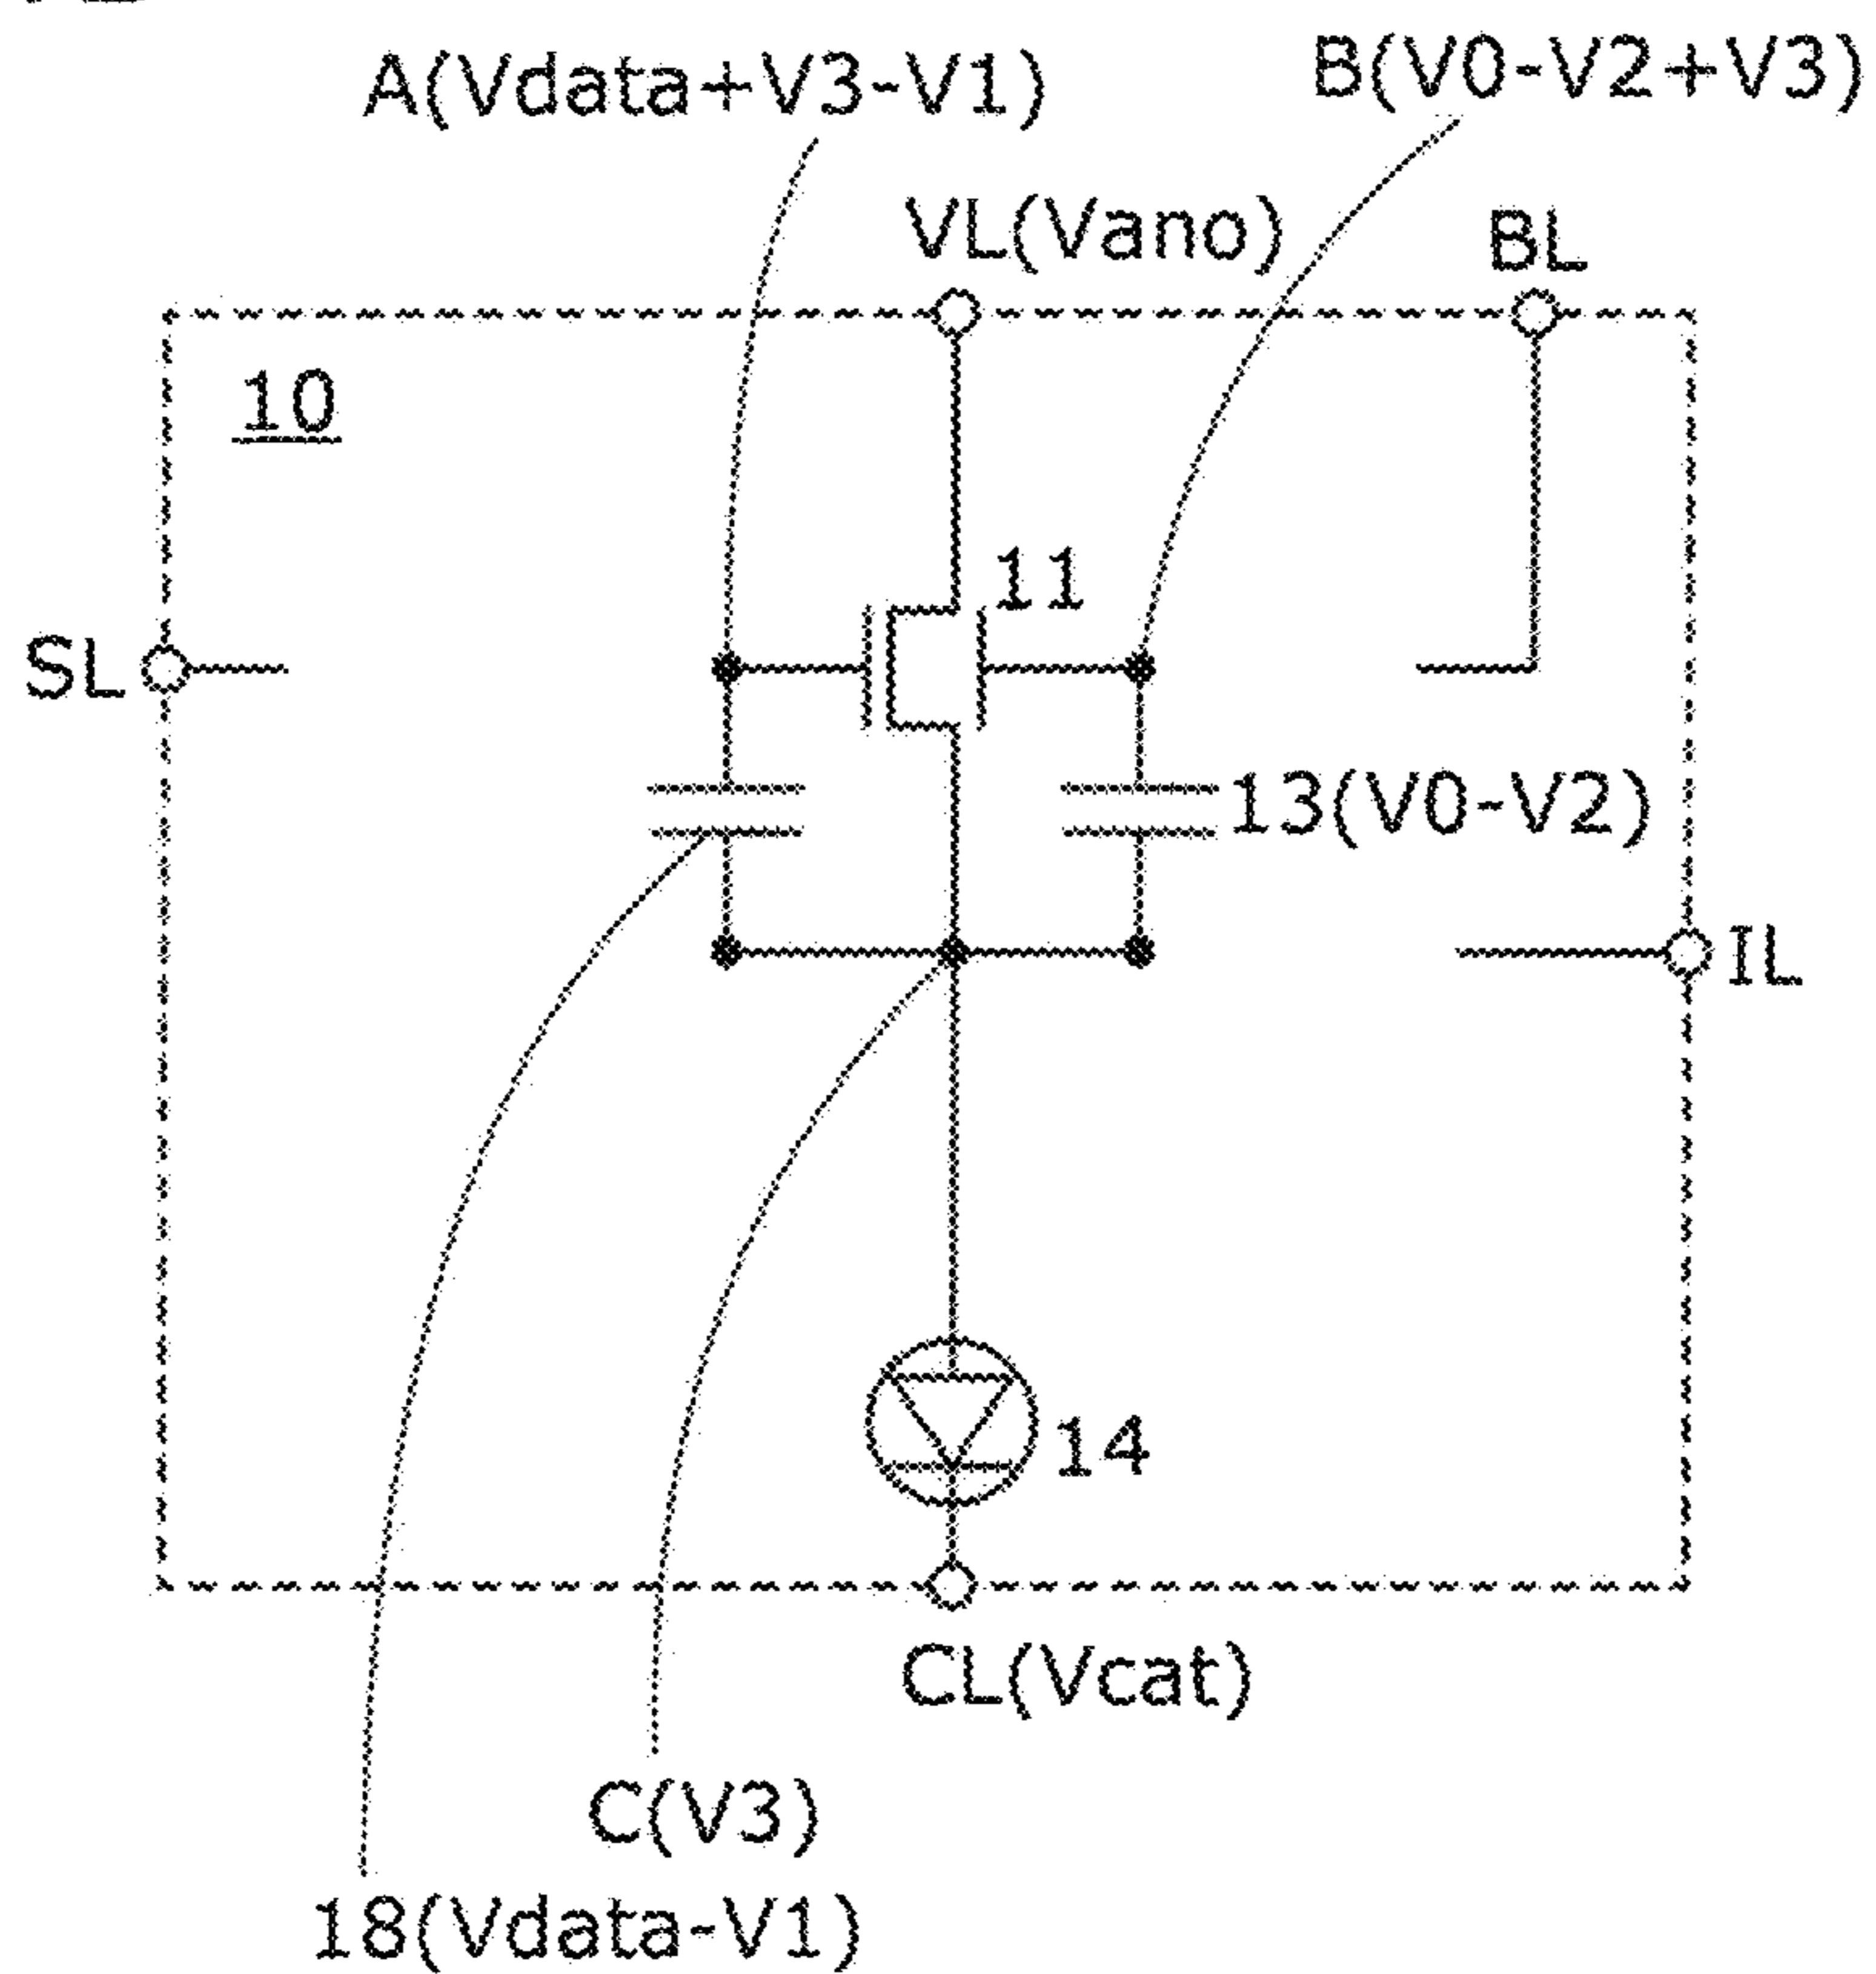 A(Vdata+V3-V1)
B(V0-V2+V3)
VL(Vano)
BL
10
11
SL
13(V0-V2)
IL
14
CL(Vcat)
C(V3)
18(Vdata-V1)